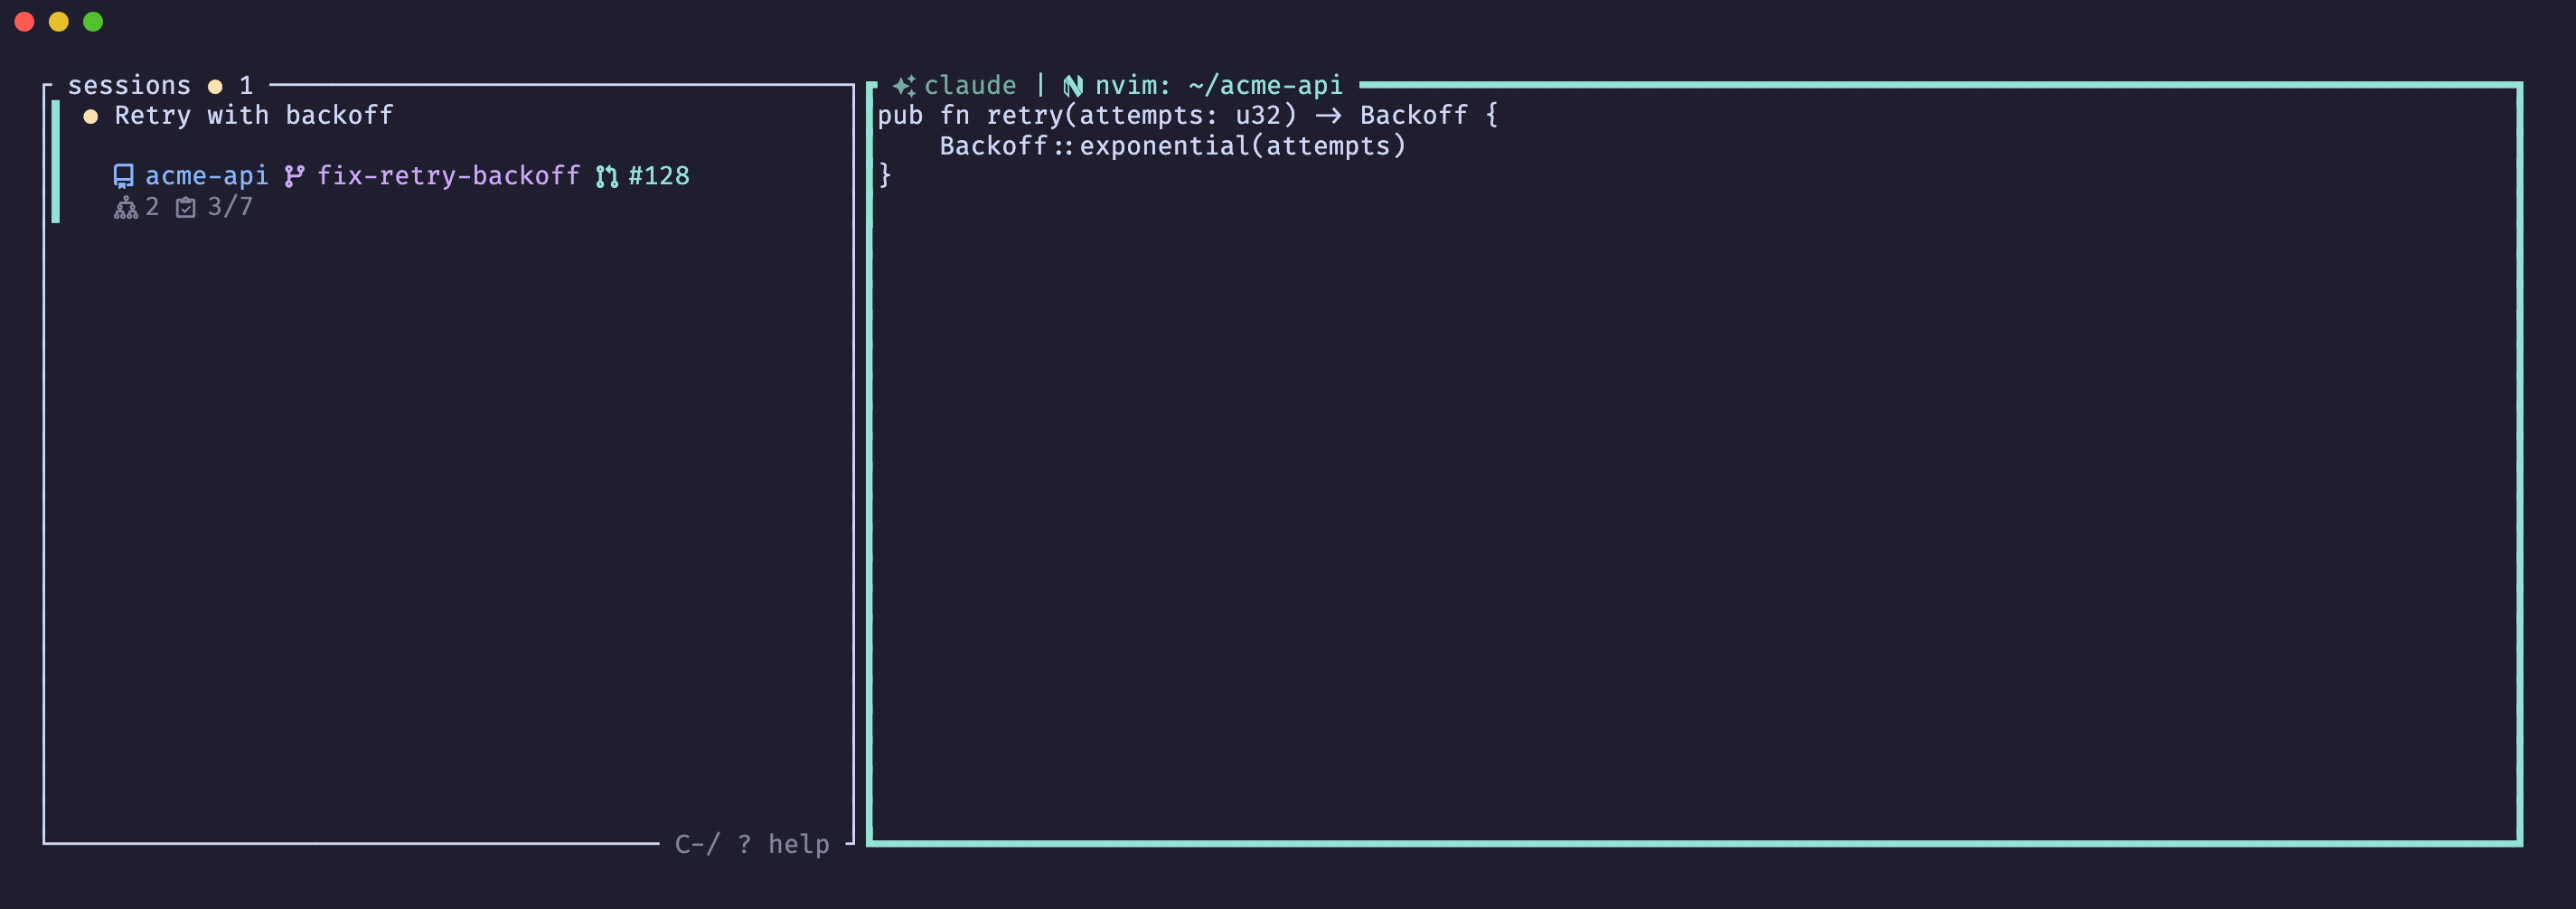 sessions ● 1
● Retry with backoff
acme-api fix-retry-backoff #128
2 3/7
C-/ ? help
claude | nvim: ~/acme-api
pub fn retry(attempts: u32) -> Backoff {
    Backoff::exponential(attempts)
}